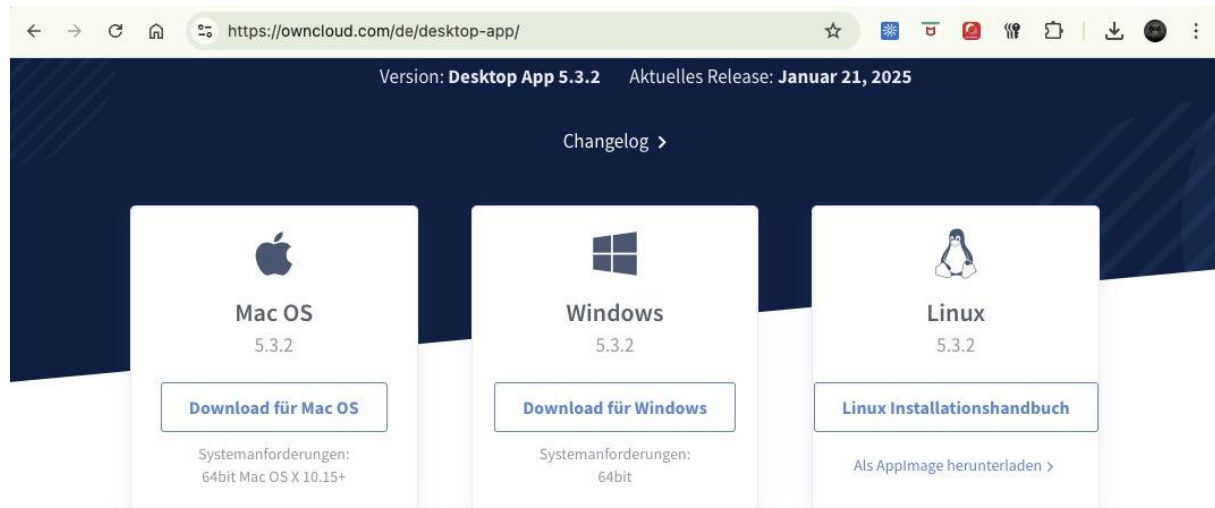 https://owncloud.com/de/desktop-app/
Version: Desktop App 5.3.2 Aktuelles Release: Januar 21, 2025
Changelog >
Mac OS
5.3.2
Download für Mac OS
Systemanforderungen:
64bit Mac OS X 10.15+
Windows
5.3.2
Download für Windows
Systemanforderungen:
64bit
Linux
5.3.2
Linux Installationshandbuch
Als AppImage herunterladen >